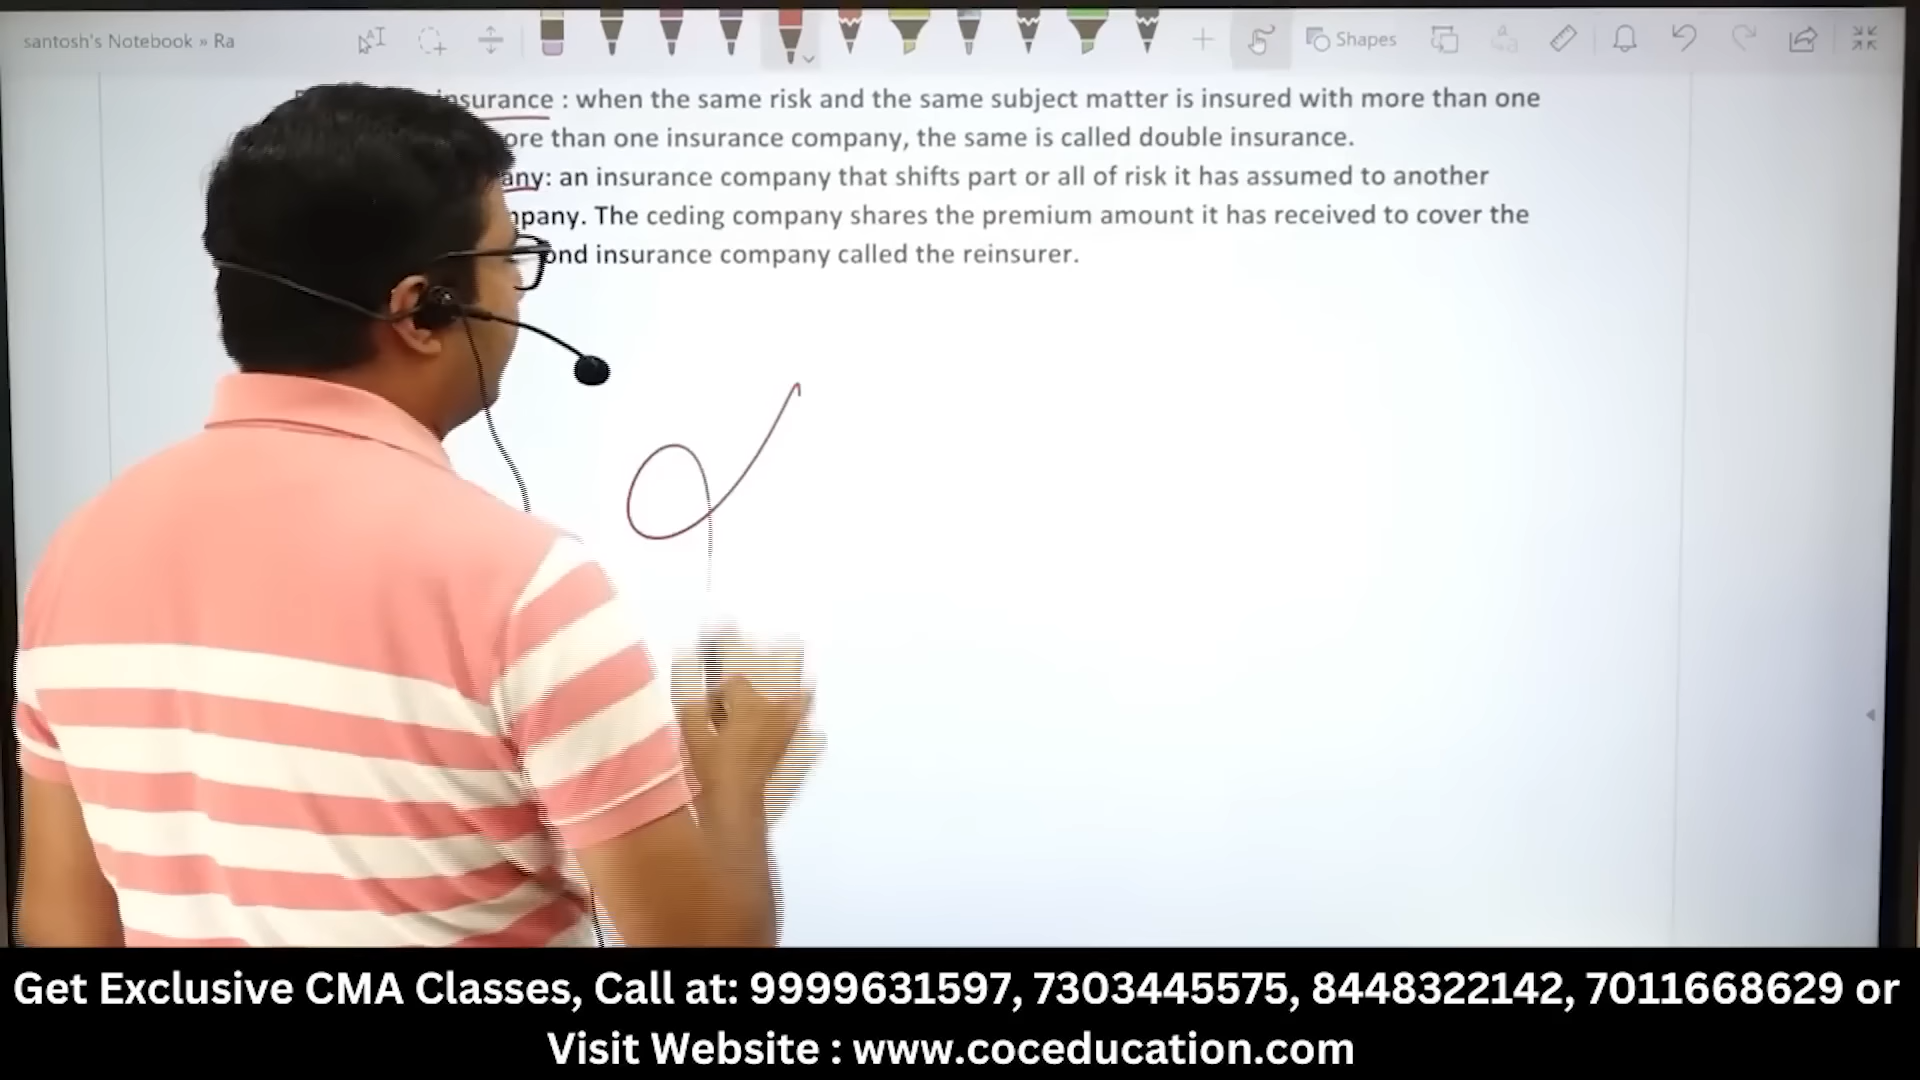 santosh's Notebook » Ra
Shapes
insurance : when the same risk and the same subject matter is insured with more than one
ore than one insurance company, the same is called double insurance.
any: an insurance company that shifts part or all of risk it has assumed to another
pany. The ceding company shares the premium amount it has received to cover the
ond insurance company called the reinsurer.
Get Exclusive CMA Classes, Call at: 9999631597, 7303445575, 8448322142, 7011668629 or
Visit Website : www.coceducation.com